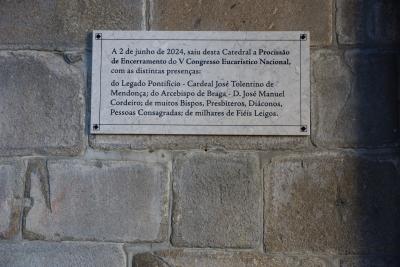 A 2 de junho de 2024, saiu desta Catedral a Procissão
de Encerramento do V Congresso Eucarístico Nacional,
com as distintas presenças:
do Legado Pontifício - Cardeal José Tolentino de
Mendonça; do Arcebispo de Braga - D. José Manuel
Cordeiro; de muitos Bispos, Presbíteros, Diáconos,
Pessoas Consagradas; de milhares de Fiéis Leigos.